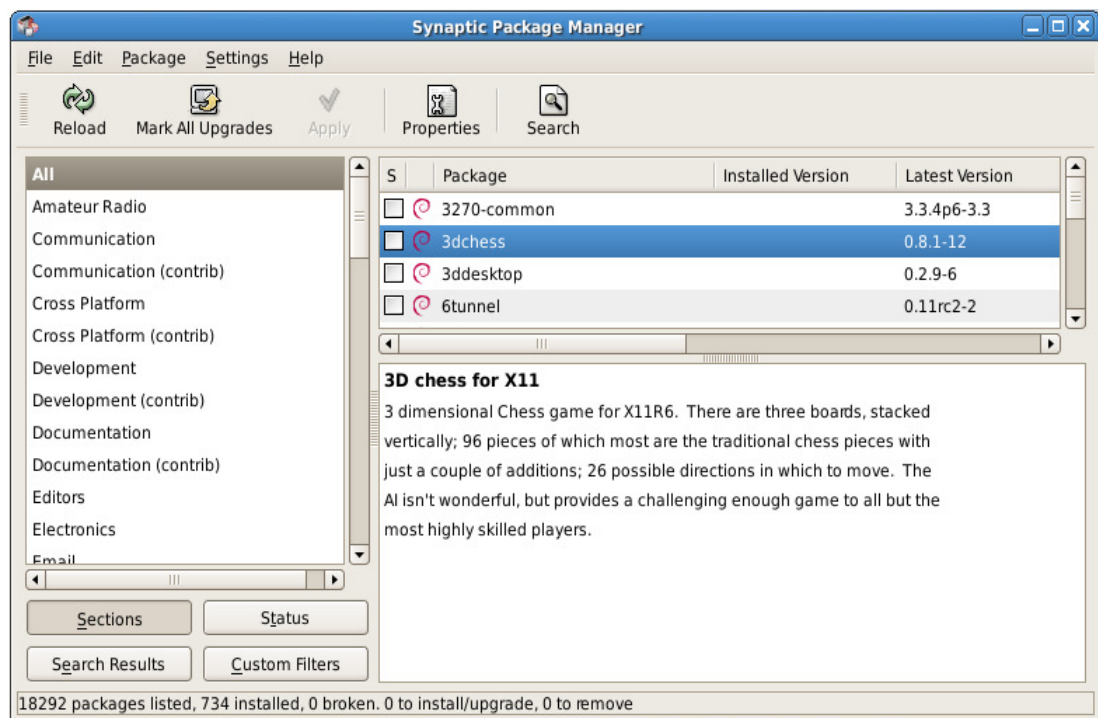 Synaptic Package Manager
File Edit Package Settings Help
Reload Mark All Upgrades Apply Properties Search
All
Amateur Radio
Communication
Communication (contrib)
Cross Platform
Cross Platform (contrib)
Development
Development (contrib)
Documentation
Documentation (contrib)
Editors
Electronics
Email
Sections Status
Search Results Custom Filters
S Package Installed Version Latest Version
3270-common 3.3.4p6-3.3
3dchess 0.8.1-12
3ddesktop 0.2.9-6
6tunnel 0.11rc2-2
3D chess for X11
3 dimensional Chess game for X11R6. There are three boards, stacked
vertically; 96 pieces of which most are the traditional chess pieces with
just a couple of additions; 26 possible directions in which to move. The
AI isn't wonderful, but provides a challenging enough game to all but the
most highly skilled players.
18292 packages listed, 734 installed, 0 broken. 0 to install/upgrade, 0 to remove